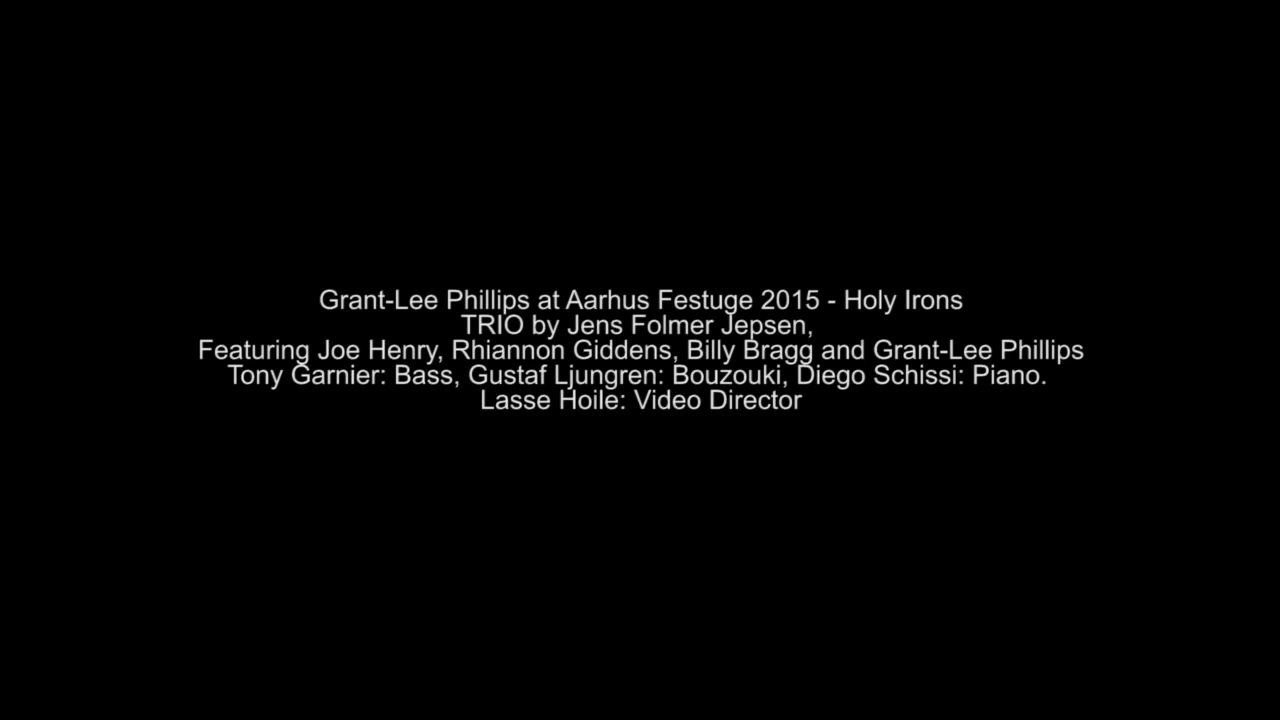 Grant-Lee Phillips at Aarhus Festuge 2015 - Holy Irons
TRIO by Jens Folmer Jepsen,
Featuring Joe Henry, Rhiannon Giddens, Billy Bragg and Grant-Lee Phillips
Tony Garnier: Bass, Gustaf Ljungren: Bouzouki, Diego Schissi: Piano.
Lasse Hoile: Video Director